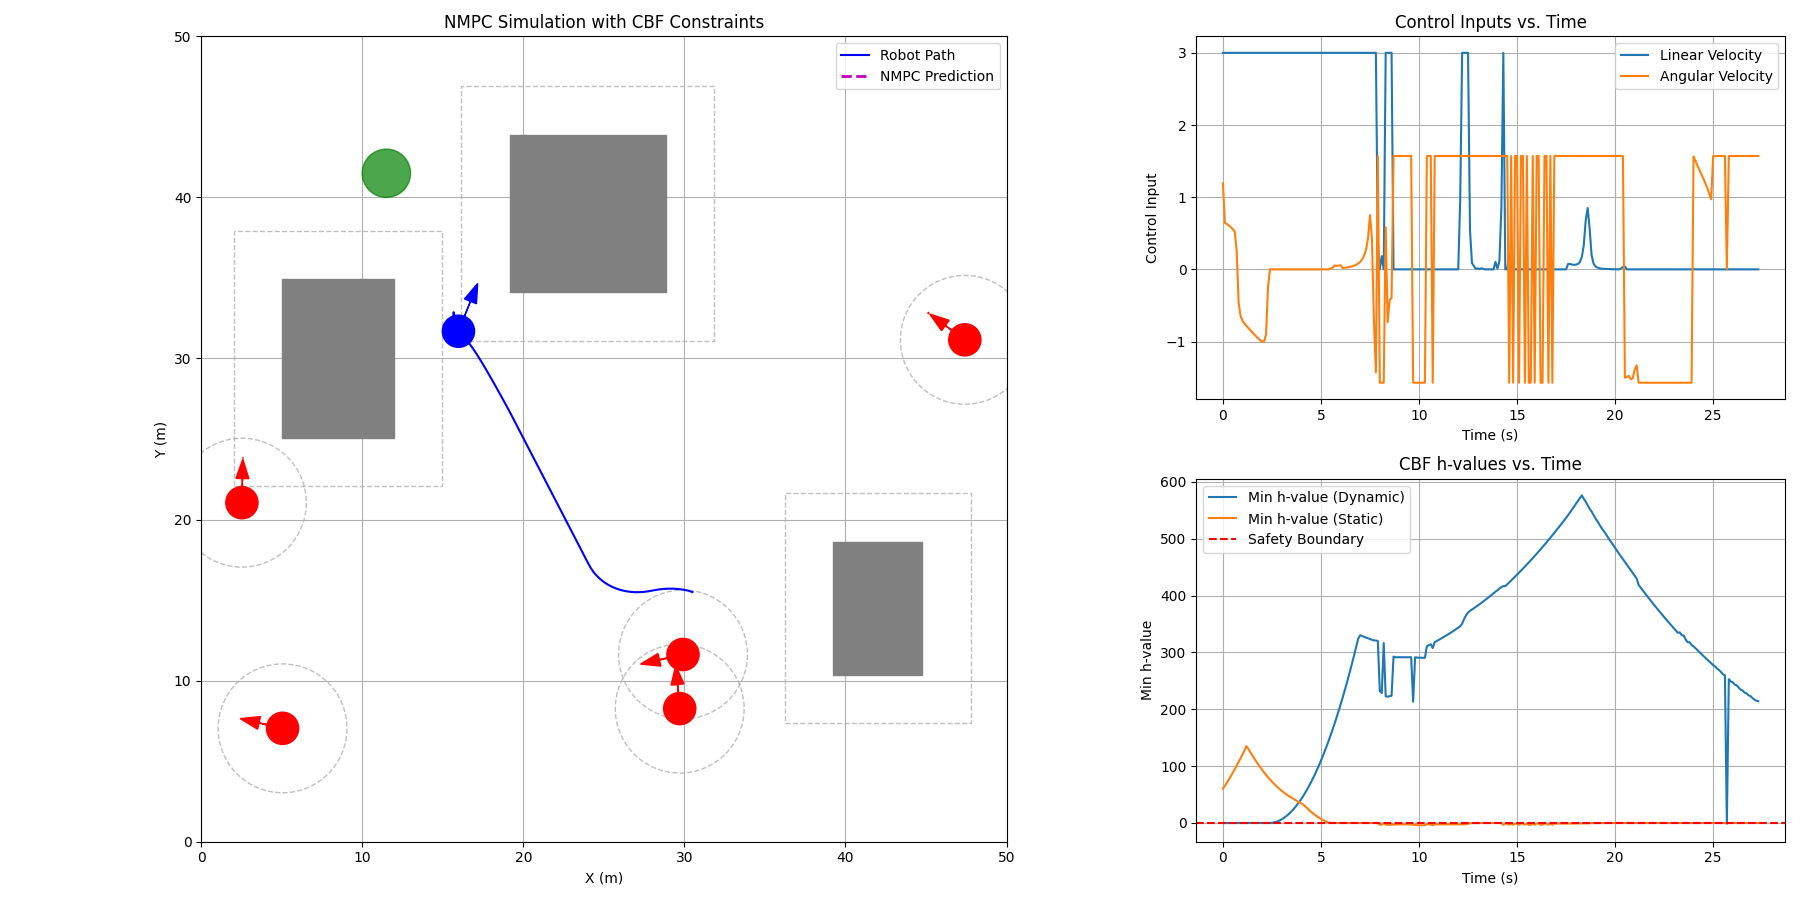 NMPC Simulation with CBF Constraints
50
40
30
20
10
0
Y (m)
0 10 20 30 40 50
X (m)
Robot Path
NMPC Prediction
Control Inputs vs. Time
3
2
1
0
−1
Control Input
0 5 10 15 20 25
Time (s)
Linear Velocity
Angular Velocity
CBF h-values vs. Time
600
500
400
300
200
100
0
Min h-value
0 5 10 15 20 25
Time (s)
Min h-value (Dynamic)
Min h-value (Static)
Safety Boundary